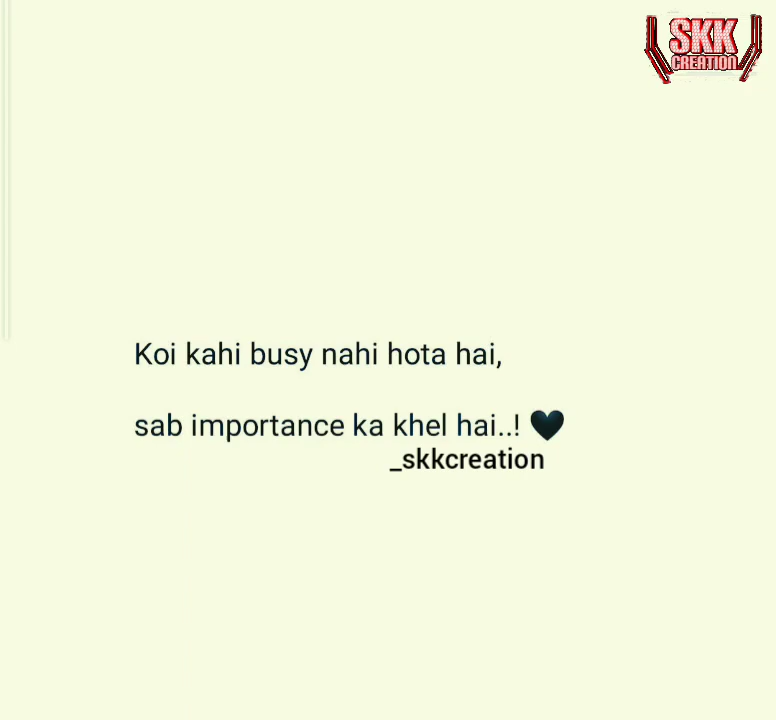 SKK
CREATION
Koi kahi busy nahi hota hai,
sab importance ka khel hai..! 🖤
_skkcreation